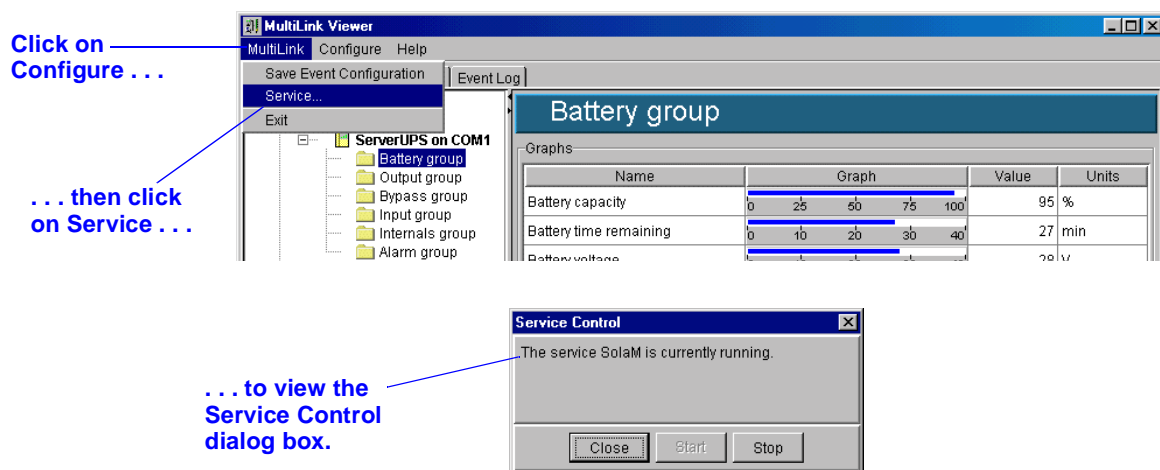 MultiLink Viewer
Click on
Configure . . .
MultiLink Configure Help
Save Event Configuration
Event Log
Service...
Exit
Battery group
ServerUPS on COM1
Battery group
Output group
Bypass group
Input group
Internals group
Alarm group
Graphs
Name Graph Value Units
Battery capacity 0 25 50 75 100 95 %
Battery time remaining 0 10 20 30 40 27 min
Battery voltage 28 V
. . . then click
on Service . . .
Service Control
The service SolaM is currently running.
. . . to view the
Service Control
dialog box.
Close Start Stop